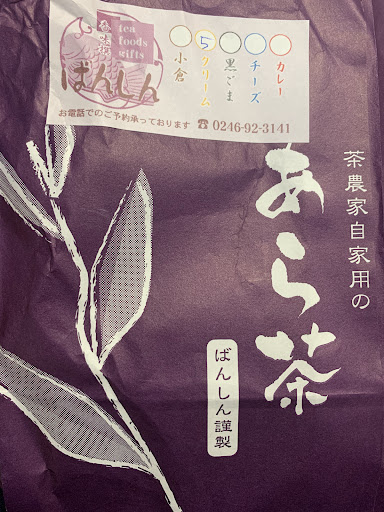 tea
foods
gifts
ばんしん
お電話でのご予約承っております ☎ 0246-92-3141
カレー
チーズ
黒ごま
5
クリーム
小倉
茶農家自家用の
あら茶
ばんしん謹製